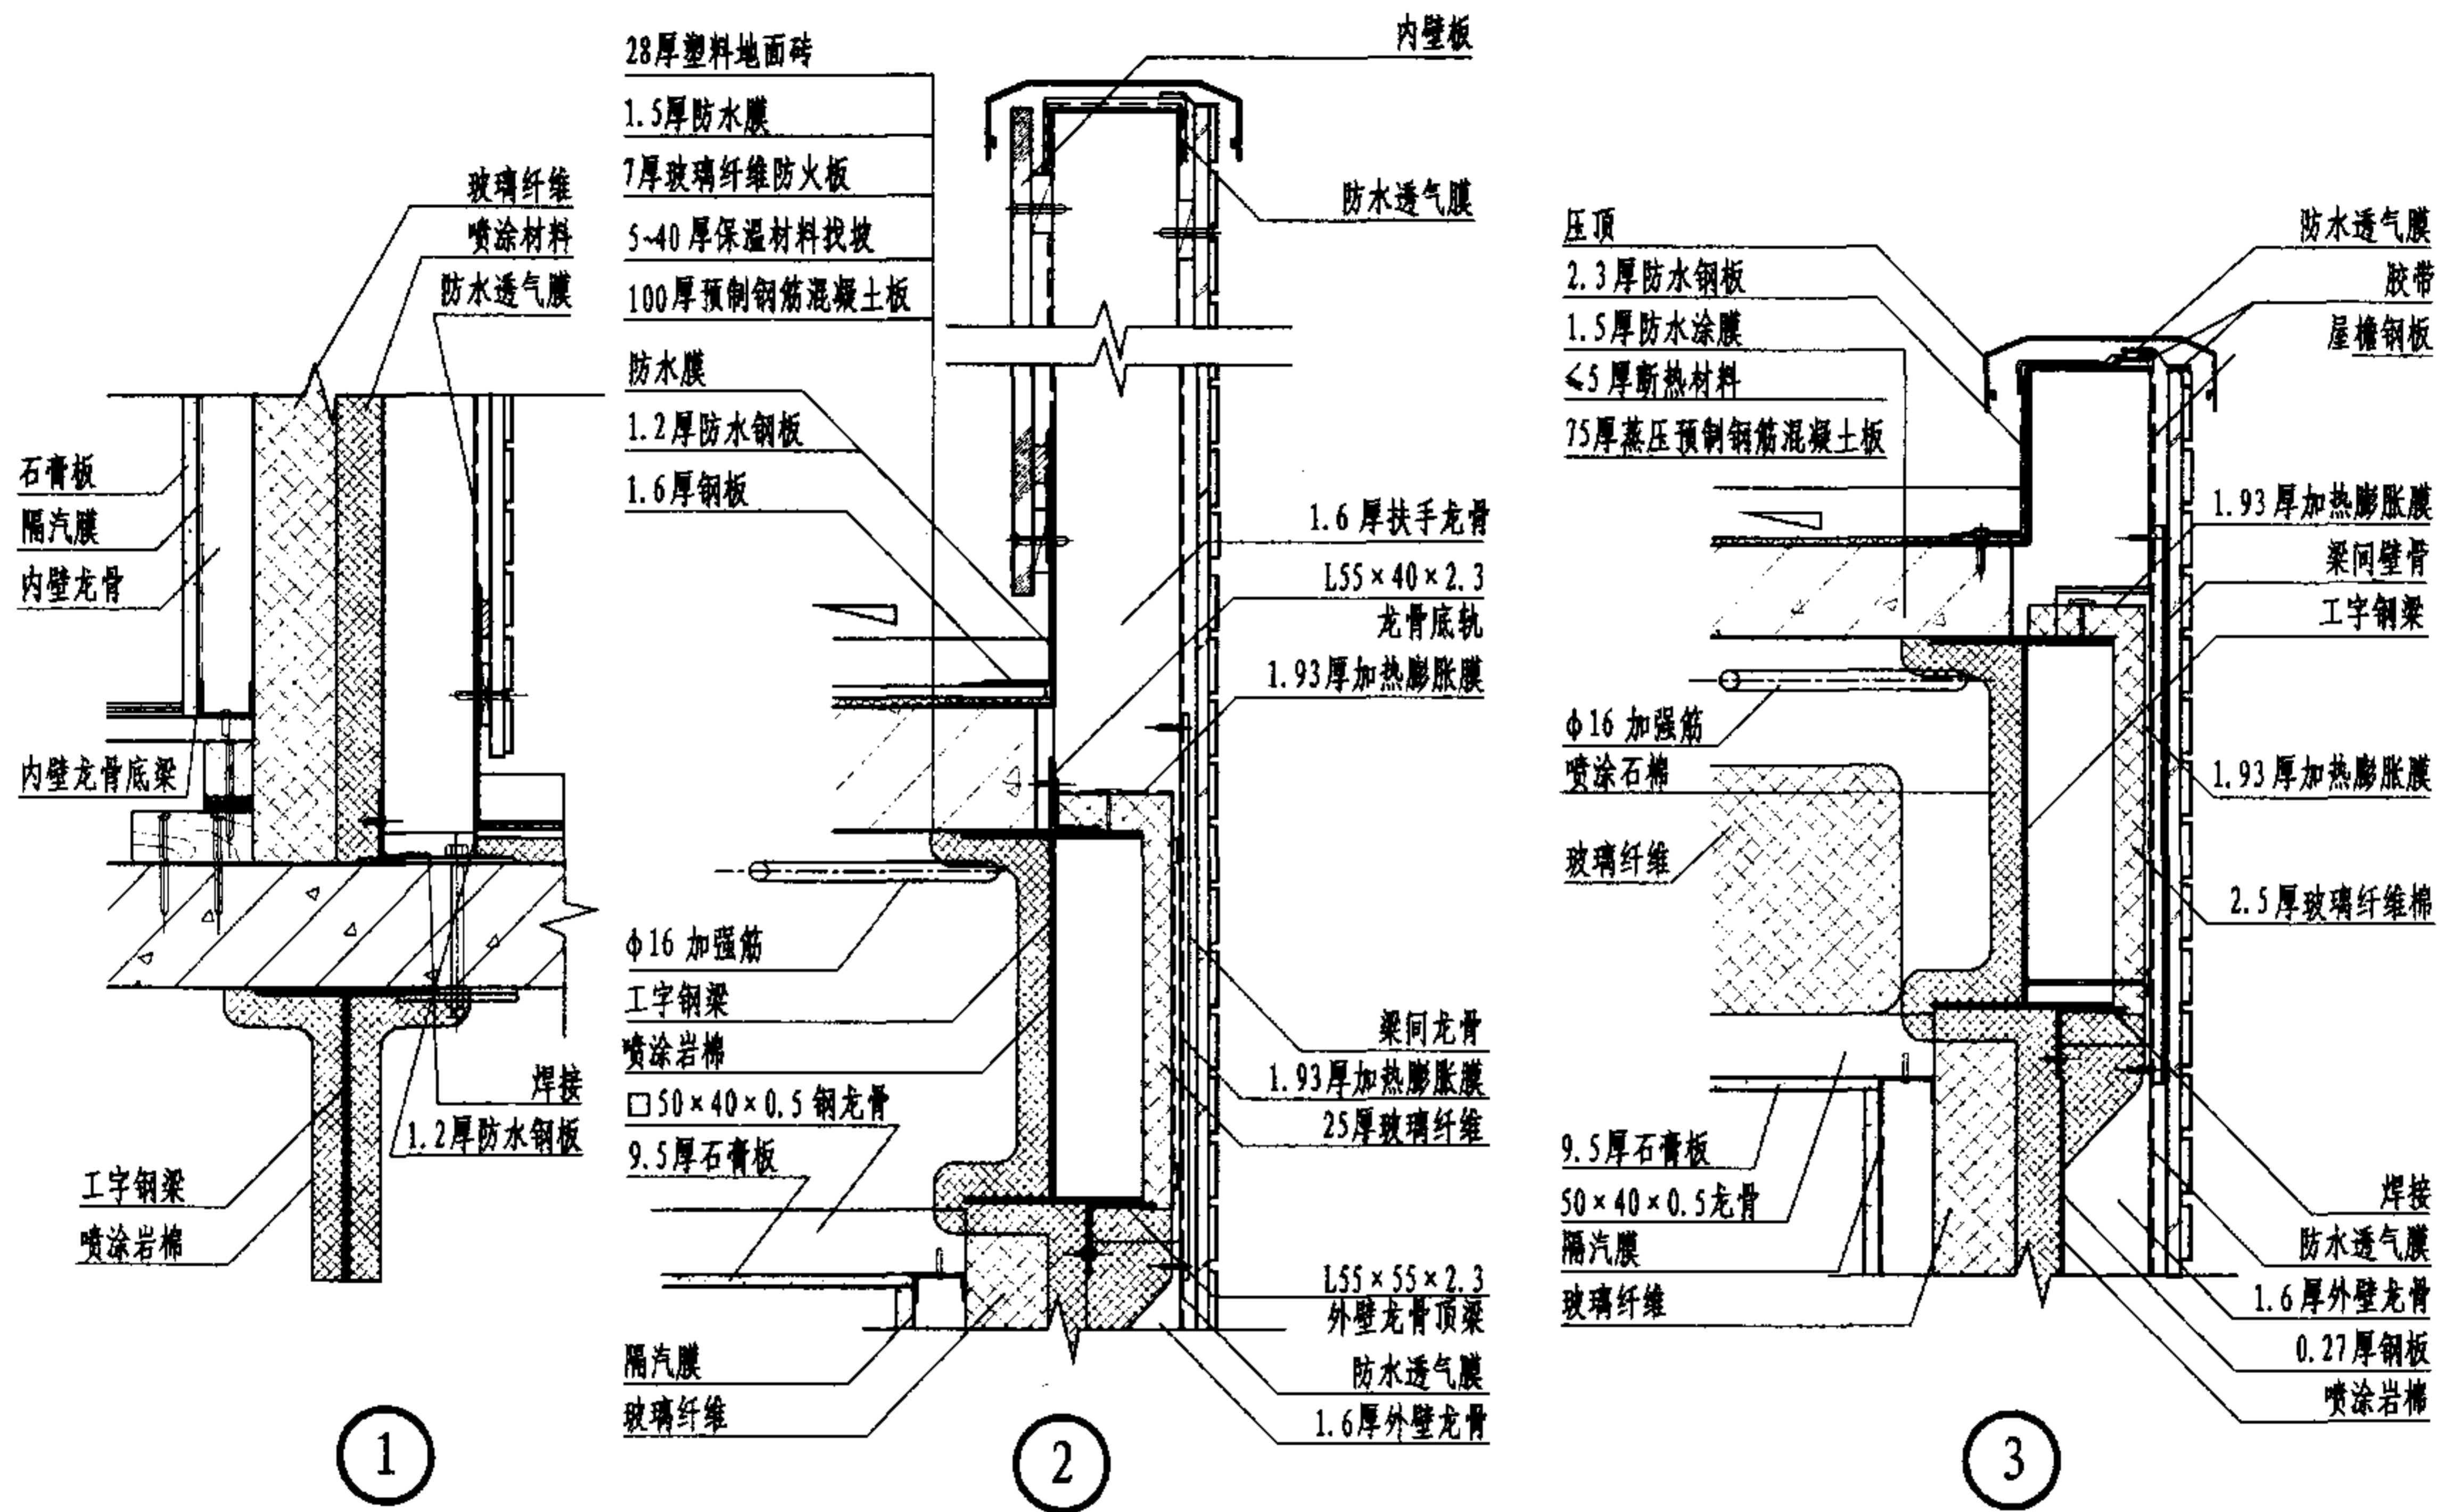 玻璃纤维
喷涂材料
防水透气膜
石膏板
隔汽膜
内壁龙骨
内壁龙骨底梁
焊接
1.2厚防水钢板
工字钢梁
喷涂岩棉
1
28厚塑料地面砖
1.5厚防水膜
7厚玻璃纤维防火板
5~40厚保温材料找坡
100厚预制钢筋混凝土板
防水膜
1.2厚防水钢板
1.6厚钢板
φ16 加强筋
工字钢梁
喷涂岩棉
□50×40×0.5 钢龙骨
9.5厚石膏板
隔汽膜
玻璃纤维
内壁板
防水透气膜
1.6厚扶手龙骨
L55×40×2.3
龙骨底轨
1.93厚加热膨胀膜
梁间龙骨
1.93厚加热膨胀膜
25厚玻璃纤维
L55×55×2.3
外壁龙骨顶梁
防水透气膜
1.6厚外壁龙骨
2
压顶
2.3厚防水钢板
1.5厚防水涂膜
≤5厚断热材料
75厚蒸压预制钢筋混凝土板
φ16 加强筋
喷涂石棉
玻璃纤维
9.5厚石膏板
50×40×0.5龙骨
隔汽膜
玻璃纤维
防水透气膜
胶带
屋檐钢板
1.93厚加热膨胀膜
梁间壁骨
工字钢梁
1.93厚加热膨胀膜
2.5厚玻璃纤维棉
焊接
防水透气膜
1.6厚外壁龙骨
0.27厚钢板
喷涂岩棉
3